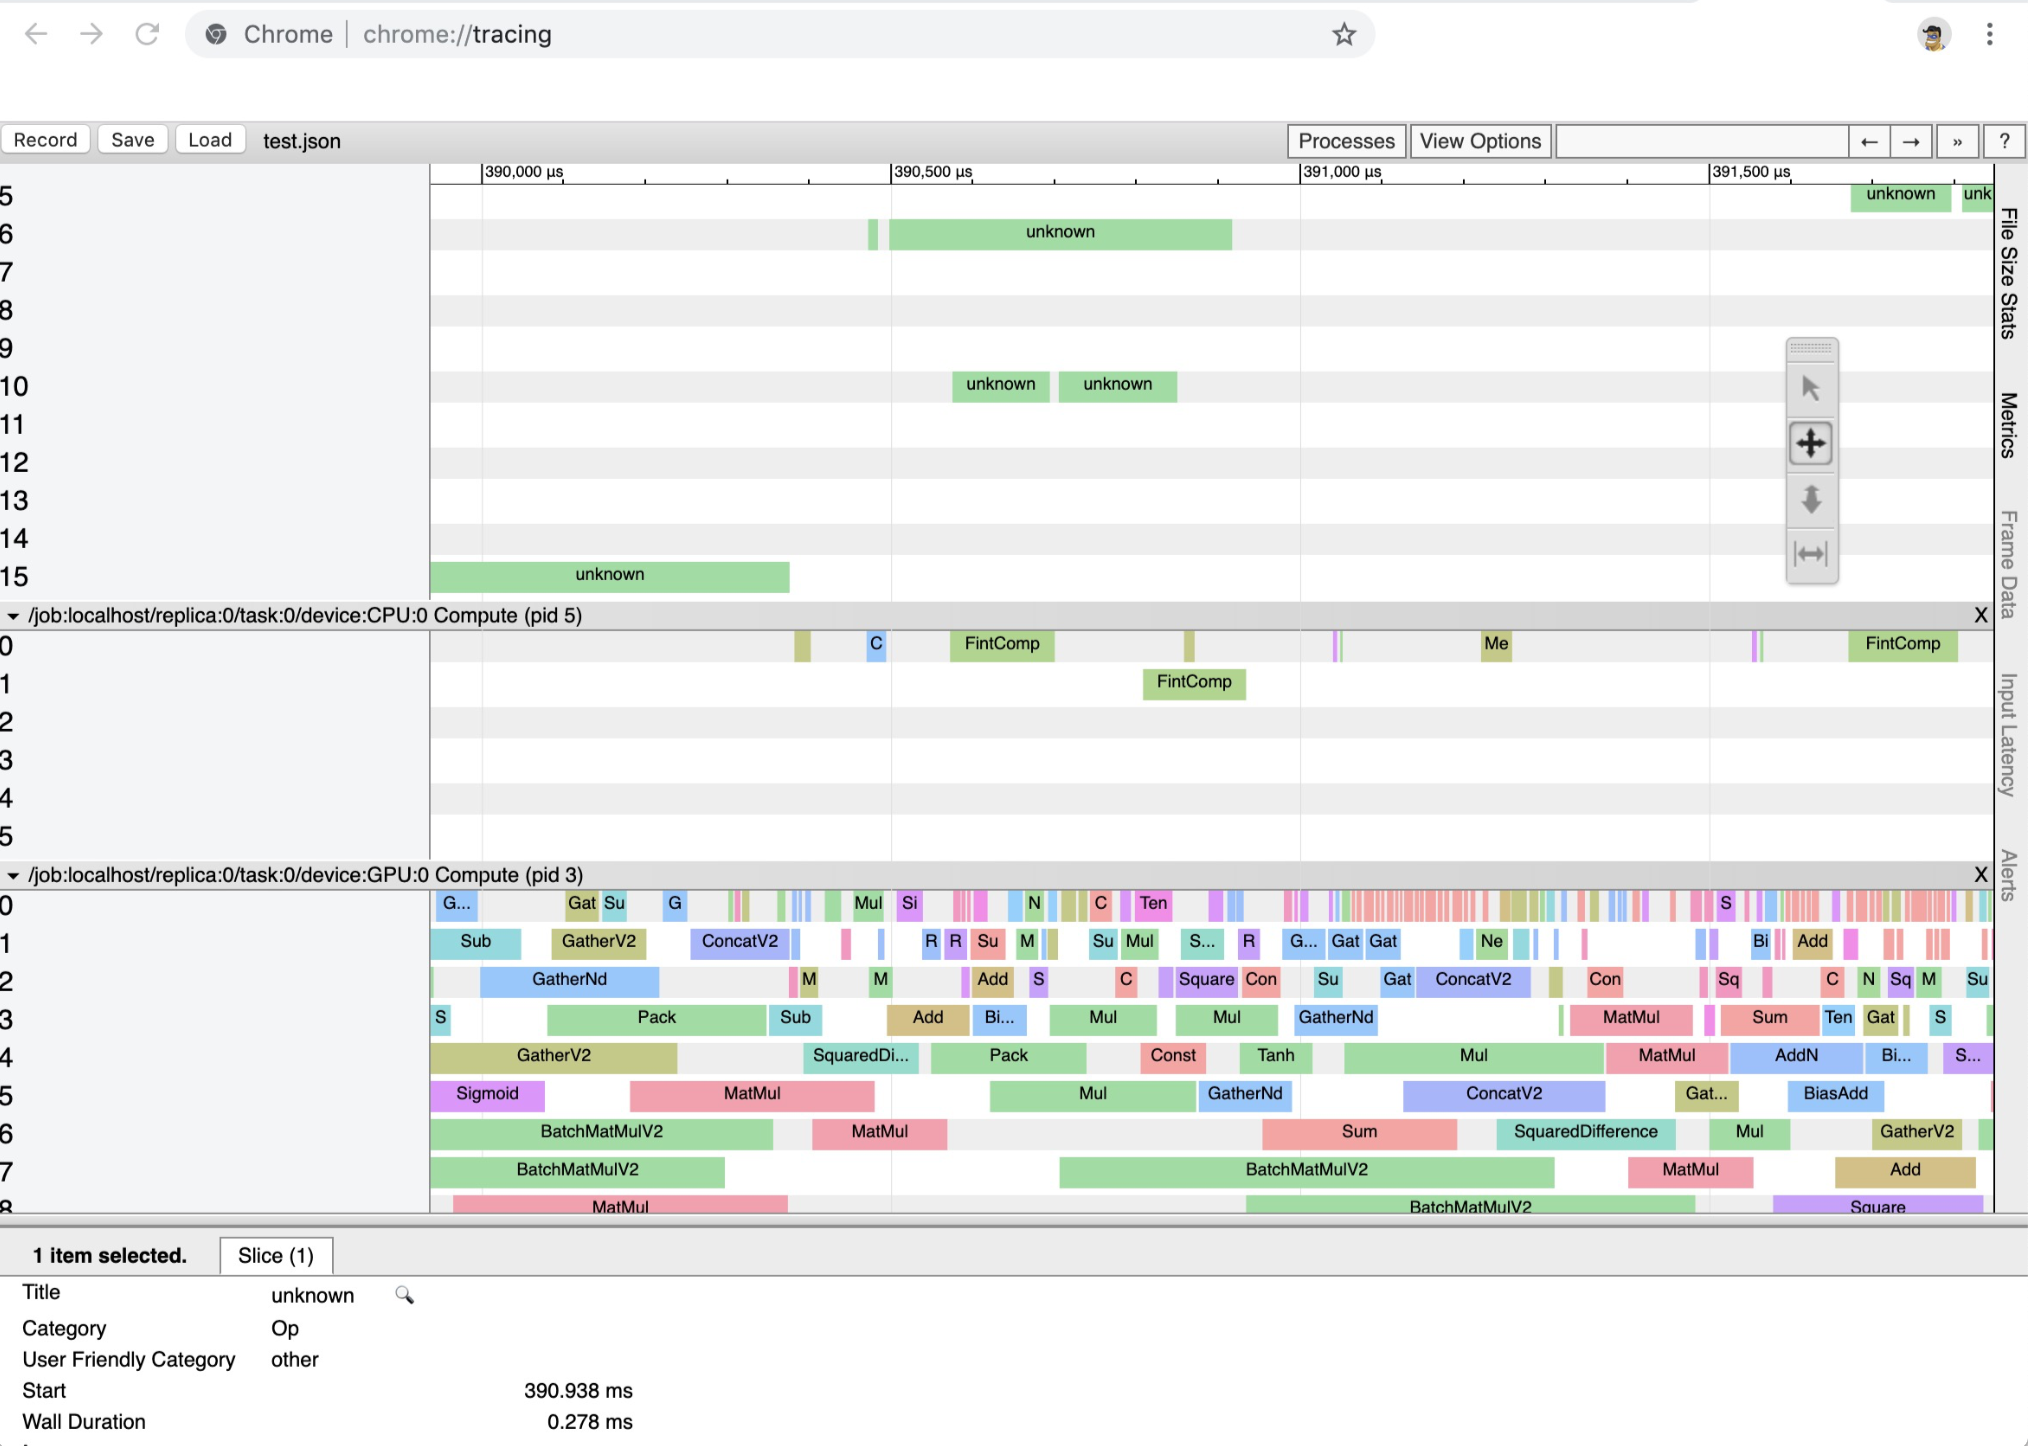 Chrome | chrome://tracing
Record Save Load test.json Processes View Options ← → » ?
390,000 µs 390,500 µs 391,000 µs 391,500 µs
5 unknown unk
6 unknown
7
8
9
10 unknown unknown
11
12
13
14
15 unknown
/job:localhost/replica:0/task:0/device:CPU:0 Compute (pid 5) X
0 C FintComp Me FintComp
1 FintComp
2
3
4
5
/job:localhost/replica:0/task:0/device:GPU:0 Compute (pid 3) X
0 G... Gat Su G Mul Si N C Ten S
1 Sub GatherV2 ConcatV2 R R Su M Su Mul S... R G... Gat Gat Ne Bi Add
2 GatherNd M M Add S C Square Con Su Gat ConcatV2 Con Sq C N Sq M Su
3 S Pack Sub Add Bi... Mul Mul GatherNd MatMul Sum Ten Gat S
4 GatherV2 SquaredDi... Pack Const Tanh Mul MatMul AddN Bi... S...
5 Sigmoid MatMul Mul GatherNd ConcatV2 Gat... BiasAdd
6 BatchMatMulV2 MatMul Sum SquaredDifference Mul GatherV2
7 BatchMatMulV2 BatchMatMulV2 MatMul Add
8 MatMul BatchMatMulV2 Square
File Size Stats
Metrics
Frame Data
Input Latency
Alerts
1 item selected. Slice (1)
Title unknown
Category Op
User Friendly Category other
Start 390.938 ms
Wall Duration 0.278 ms